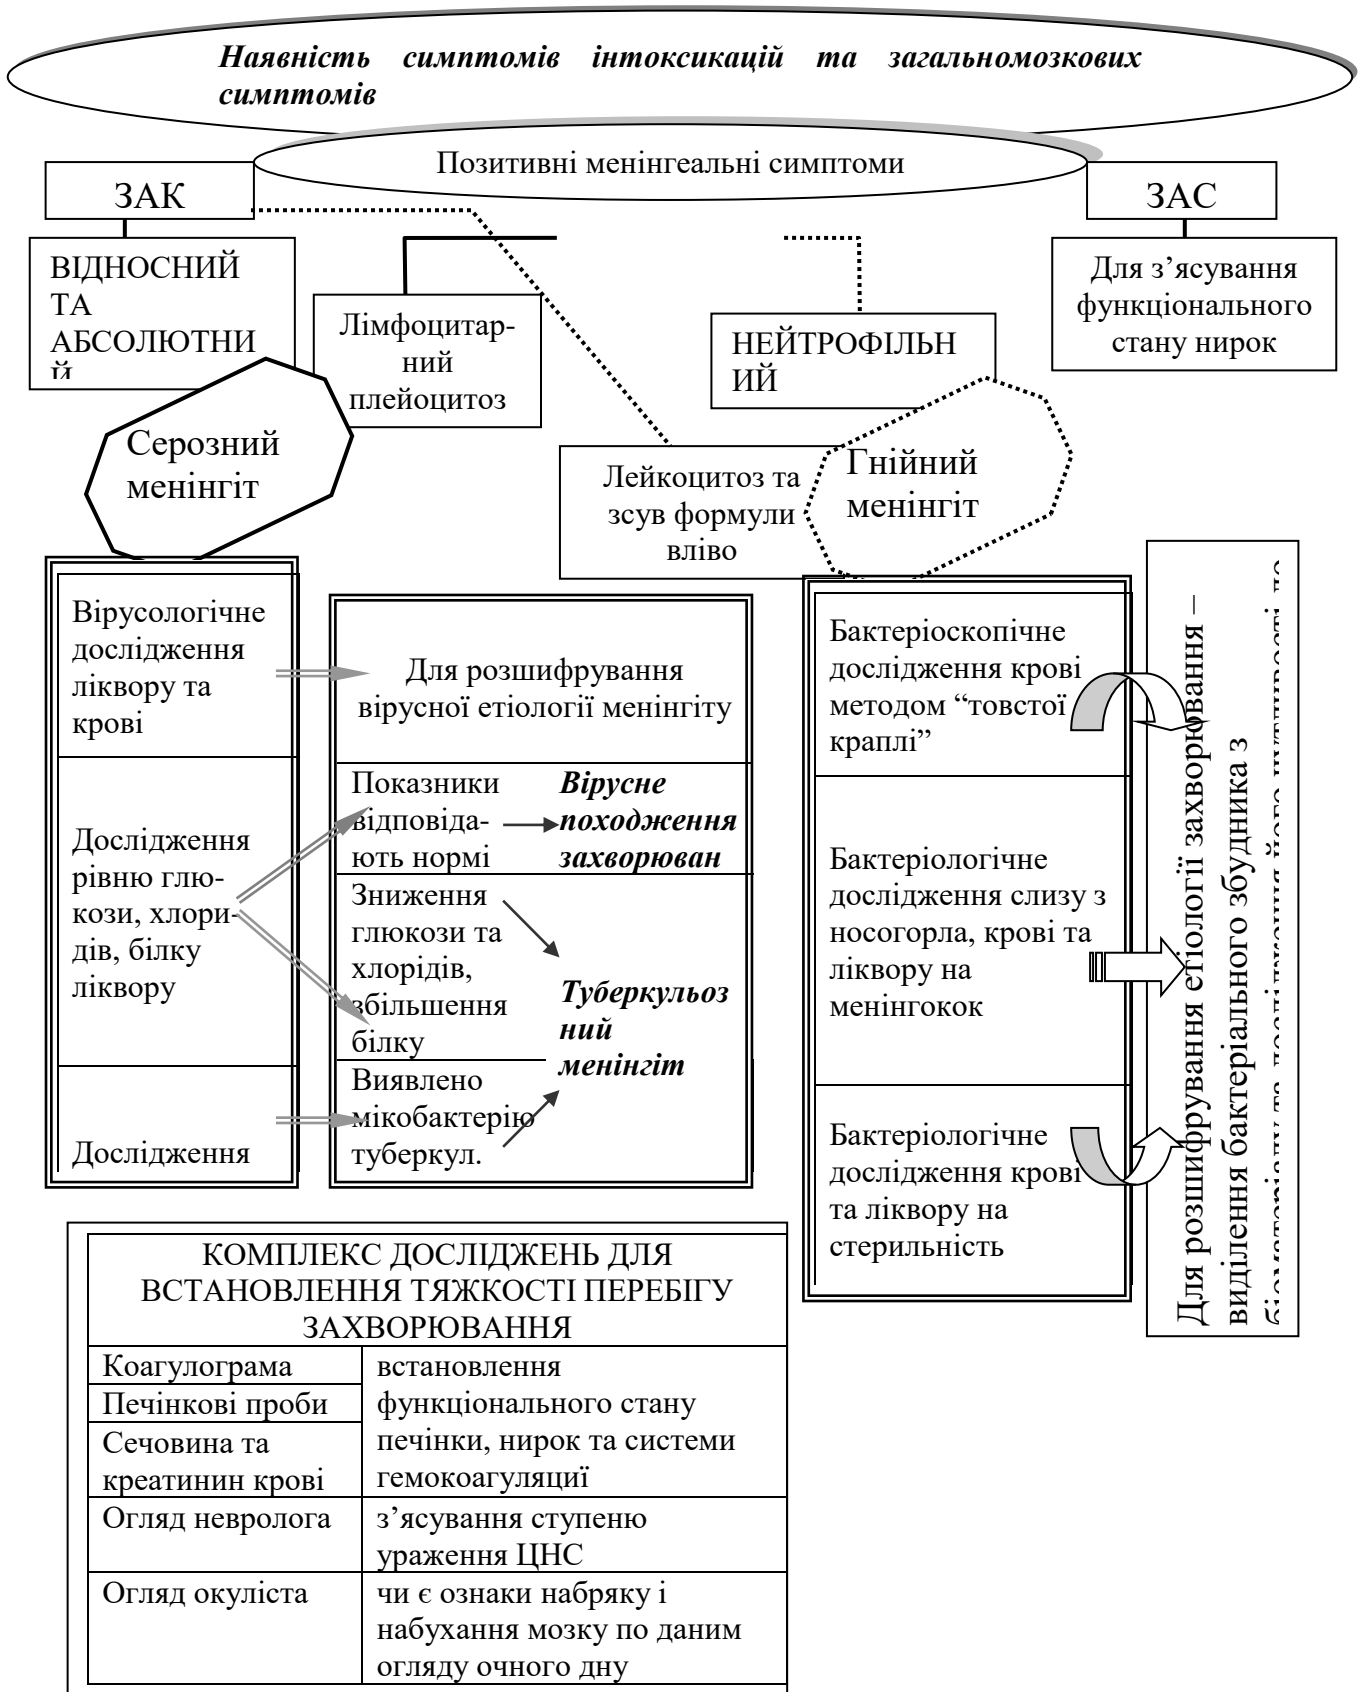 Наявність симптомів інтоксикацій та загальномозкових
симптомів
Позитивні менінгеальні симптоми
ЗАК
ЗАС
ВІДНОСНИЙ
ТА
АБСОЛЮТНИ
Й
Лімфоцитар-
ний
плейоцитоз
НЕЙТРОФІЛЬН
ИЙ
Для з’ясування
функціонального
стану нирок
Серозний
менінгіт
Лейкоцитоз та
зсув формули
вліво
Гнійний
менінгіт
Вірусологічне
дослідження
ліквору та
крові
Дослідження
рівню глю-
кози, хлори-
дів, білку
ліквору
Дослідження
Для розшифрування
вірусної етіології менінгіту
Показники
відповіда-
ють нормі
Вірусне
походження
захворюван
Зниження
глюкози та
хлорідів,
збільшення
білку
Туберкульоз
ний
менінгіт
Виявлено
мікобактерію
туберкул.
Бактеріоскопічне
дослідження крові
методом “товстої
краплі”
Бактеріологічне
дослідження слизу з
носогорла, крові та
ліквору на
менінгокок
Бактеріологічне
дослідження крові
та ліквору на
стерильність
Для розшифрування етіології захворювання –
виділення бактеріального збудника з
КОМПЛЕКС ДОСЛІДЖЕНЬ ДЛЯ
ВСТАНОВЛЕННЯ ТЯЖКОСТІ ПЕРЕБІГУ
ЗАХВОРЮВАННЯ
Коагулограма
Печінкові проби
Сечовина та
креатинин крові
встановлення
функціонального стану
печінки, нирок та системи
гемокоагуляції
Огляд невролога
з’ясування ступеню
ураження ЦНС
Огляд окуліста
чи є ознаки набряку і
набухання мозку по даним
огляду очного дну